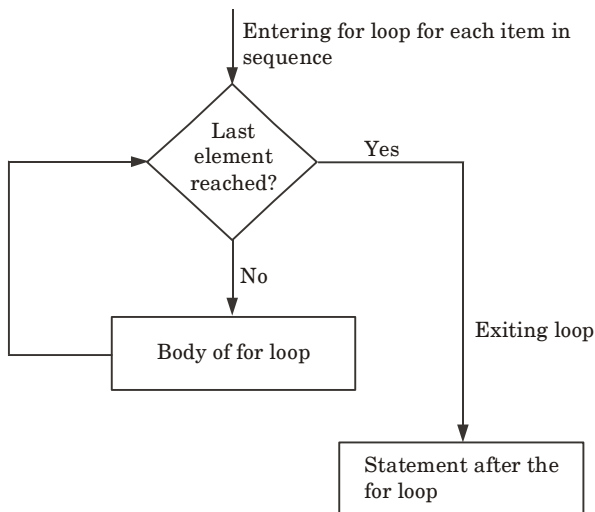 Entering for loop for each item in
sequence
Last
element
reached?
Yes
No
Body of for loop
Exiting loop
Statement after the
for loop